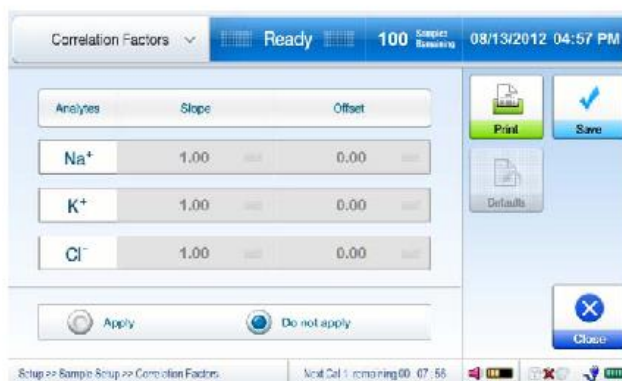 Correlation Factors Ready 100 Samples Remaining 08/13/2012 04:57 PM
Analytes Slope Offset
Na⁺ 1.00 0.00
K⁺ 1.00 0.00
Cl⁻ 1.00 0.00
Apply Do not apply
Print Save
Defaults
Close
Setup >> Sample Setup >> Correlation Factors Next Cal 1 remaining 00:07:56